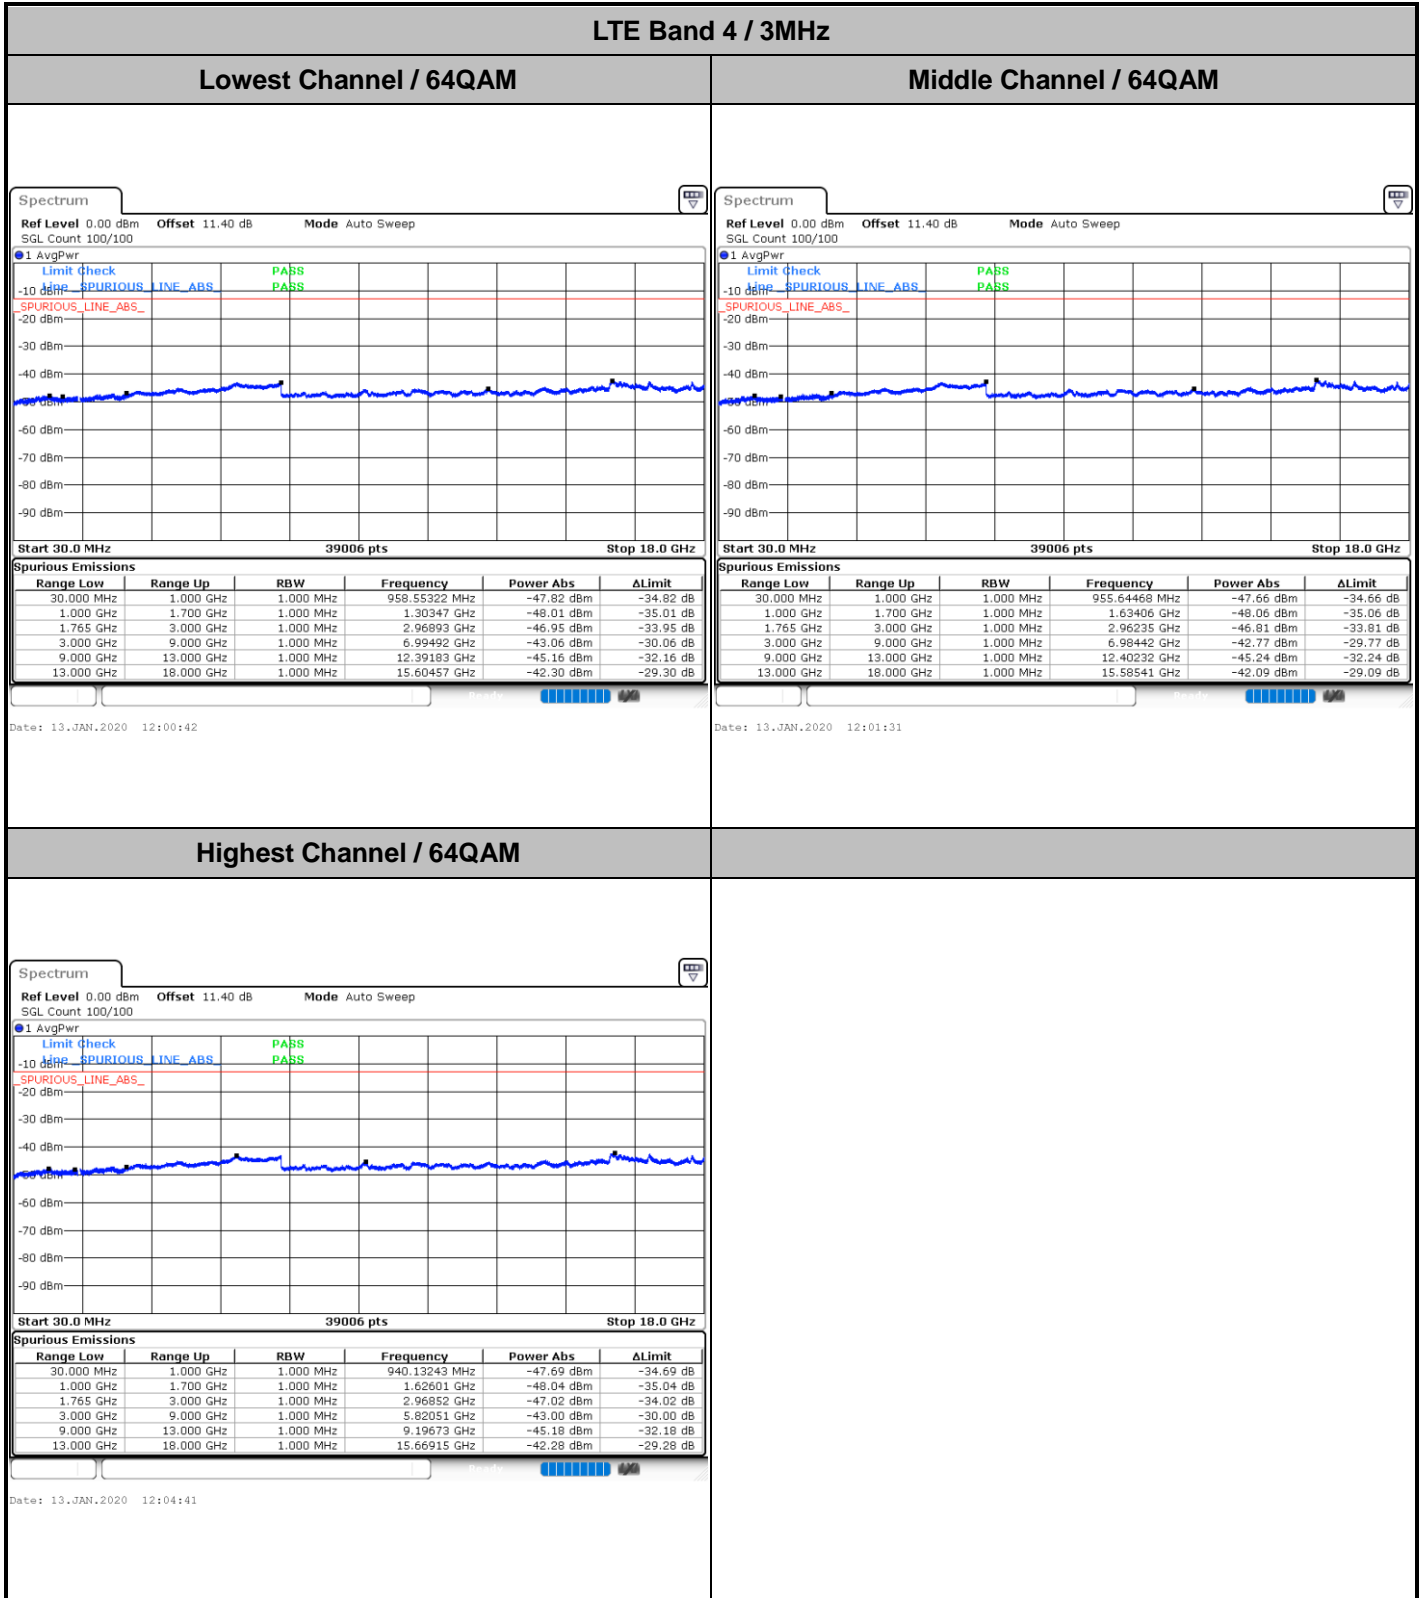 LTE Band 4 / 3MHz
Lowest Channel / 64QAM
Middle Channel / 64QAM
Spectrum
Ref Level 0.00 dBm Offset 11.40 dB Mode Auto Sweep
SGL Count 100/100
1 AvgPwr
Limit Check PASS
Line _SPURIOUS_LINE_ABS_ PASS
-10 dBm
_SPURIOUS_LINE_ABS_
-20 dBm
-30 dBm
-40 dBm
-50 dBm
-60 dBm
-70 dBm
-80 dBm
-90 dBm
Start 30.0 MHz 39006 pts Stop 18.0 GHz
Spurious Emissions
Range Low Range Up RBW Frequency Power Abs ΔLimit
30.000 MHz 1.000 GHz 1.000 MHz 958.55322 MHz -47.82 dBm -34.82 dB
1.000 GHz 1.700 GHz 1.000 MHz 1.30347 GHz -48.01 dBm -35.01 dB
1.765 GHz 3.000 GHz 1.000 MHz 2.96893 GHz -46.95 dBm -33.95 dB
3.000 GHz 9.000 GHz 1.000 MHz 6.99492 GHz -43.06 dBm -30.06 dB
9.000 GHz 13.000 GHz 1.000 MHz 12.39183 GHz -45.16 dBm -32.16 dB
13.000 GHz 18.000 GHz 1.000 MHz 15.60457 GHz -42.30 dBm -29.30 dB
Ready
Date: 13.JAN.2020 12:00:42
Spectrum
Ref Level 0.00 dBm Offset 11.40 dB Mode Auto Sweep
SGL Count 100/100
1 AvgPwr
Limit Check PASS
Line _SPURIOUS_LINE_ABS_ PASS
-10 dBm
_SPURIOUS_LINE_ABS_
-20 dBm
-30 dBm
-40 dBm
-50 dBm
-60 dBm
-70 dBm
-80 dBm
-90 dBm
Start 30.0 MHz 39006 pts Stop 18.0 GHz
Spurious Emissions
Range Low Range Up RBW Frequency Power Abs ΔLimit
30.000 MHz 1.000 GHz 1.000 MHz 955.64468 MHz -47.66 dBm -34.66 dB
1.000 GHz 1.700 GHz 1.000 MHz 1.63406 GHz -48.06 dBm -35.06 dB
1.765 GHz 3.000 GHz 1.000 MHz 2.96235 GHz -46.81 dBm -33.81 dB
3.000 GHz 9.000 GHz 1.000 MHz 6.98442 GHz -42.77 dBm -29.77 dB
9.000 GHz 13.000 GHz 1.000 MHz 12.40232 GHz -45.24 dBm -32.24 dB
13.000 GHz 18.000 GHz 1.000 MHz 15.58541 GHz -42.09 dBm -29.09 dB
Ready
Date: 13.JAN.2020 12:01:31
Highest Channel / 64QAM
Spectrum
Ref Level 0.00 dBm Offset 11.40 dB Mode Auto Sweep
SGL Count 100/100
1 AvgPwr
Limit Check PASS
Line _SPURIOUS_LINE_ABS_ PASS
-10 dBm
_SPURIOUS_LINE_ABS_
-20 dBm
-30 dBm
-40 dBm
-50 dBm
-60 dBm
-70 dBm
-80 dBm
-90 dBm
Start 30.0 MHz 39006 pts Stop 18.0 GHz
Spurious Emissions
Range Low Range Up RBW Frequency Power Abs ΔLimit
30.000 MHz 1.000 GHz 1.000 MHz 940.13243 MHz -47.69 dBm -34.69 dB
1.000 GHz 1.700 GHz 1.000 MHz 1.62601 GHz -48.04 dBm -35.04 dB
1.765 GHz 3.000 GHz 1.000 MHz 2.96852 GHz -47.02 dBm -34.02 dB
3.000 GHz 9.000 GHz 1.000 MHz 5.82051 GHz -43.00 dBm -30.00 dB
9.000 GHz 13.000 GHz 1.000 MHz 9.19673 GHz -45.18 dBm -32.18 dB
13.000 GHz 18.000 GHz 1.000 MHz 15.66915 GHz -42.28 dBm -29.28 dB
Ready
Date: 13.JAN.2020 12:04:41